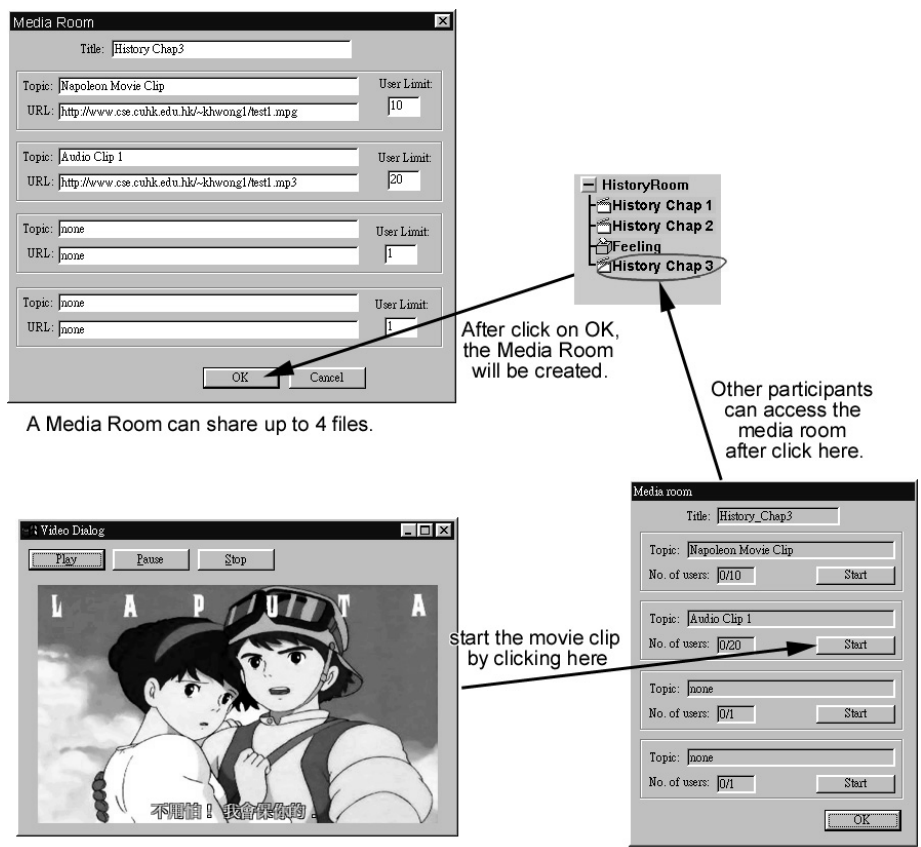 Media Room
Title: History Chap3
Topic: Napoleon Movie Clip
User Limit:
URL: http://www.cse.cuhk.edu.hk/~khwong1/test1.mpg
10
Topic: Audio Clip 1
User Limit:
URL: http://www.cse.cuhk.edu.hk/~khwong1/test1.mp3
20
Topic: none
User Limit:
URL: none
1
Topic: none
User Limit:
URL: none
1
OK
Cancel
A Media Room can share up to 4 files.
HistoryRoom
History Chap 1
History Chap 2
Feeling
History Chap 3
After click on OK,
the Media Room
will be created.
Other participants
can access the
media room
after click here.
Video Dialog
Play
Pause
Stop
L A P U T A
不用怕！我會保你的．
start the movie clip
by clicking here
Media room
Title: History_Chap3
Topic: Napoleon Movie Clip
No. of users: 0/10
Start
Topic: Audio Clip 1
No. of users: 0/20
Start
Topic: none
No. of users: 0/1
Start
Topic: none
No. of users: 0/1
Start
OK